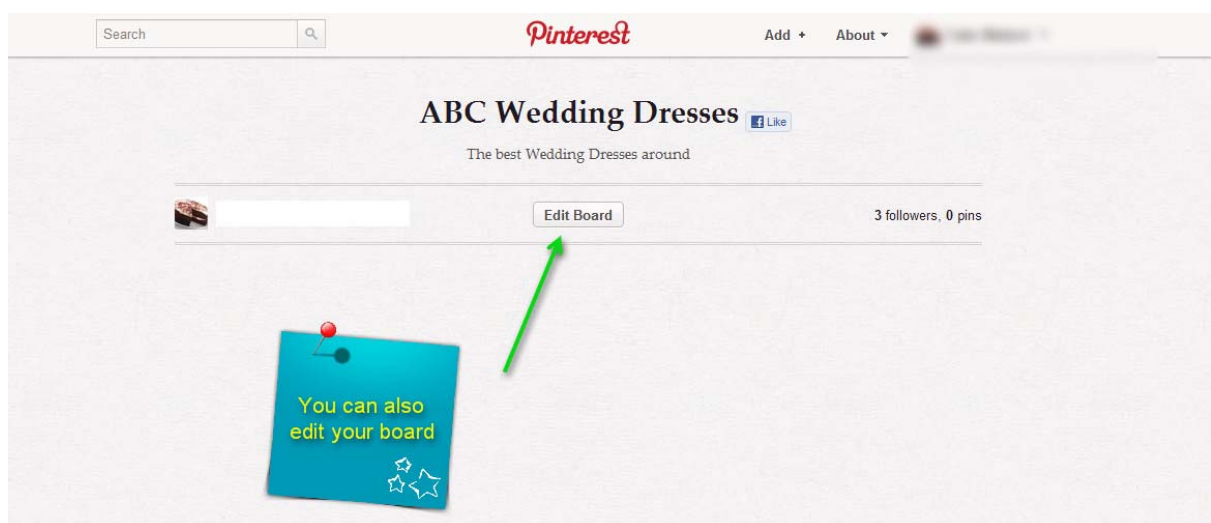 Search
Pinterest
Add +
About
ABC Wedding Dresses
Like
The best Wedding Dresses around
Edit Board
3 followers, 0 pins
You can also
edit your board